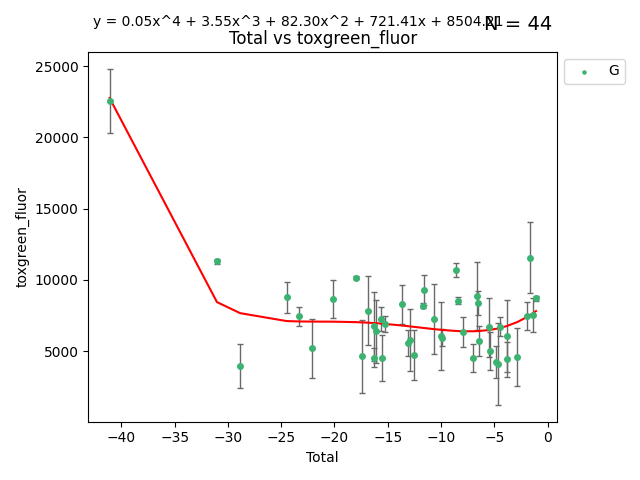 y = 0.05x^4 + 3.55x^3 + 82.30x^2 + 721.41x + 8504.21
N = 44
Total vs toxgreen_fluor
G
25000
20000
15000
10000
5000
toxgreen_fluor
−40 −35 −30 −25 −20 −15 −10 −5 0
Total